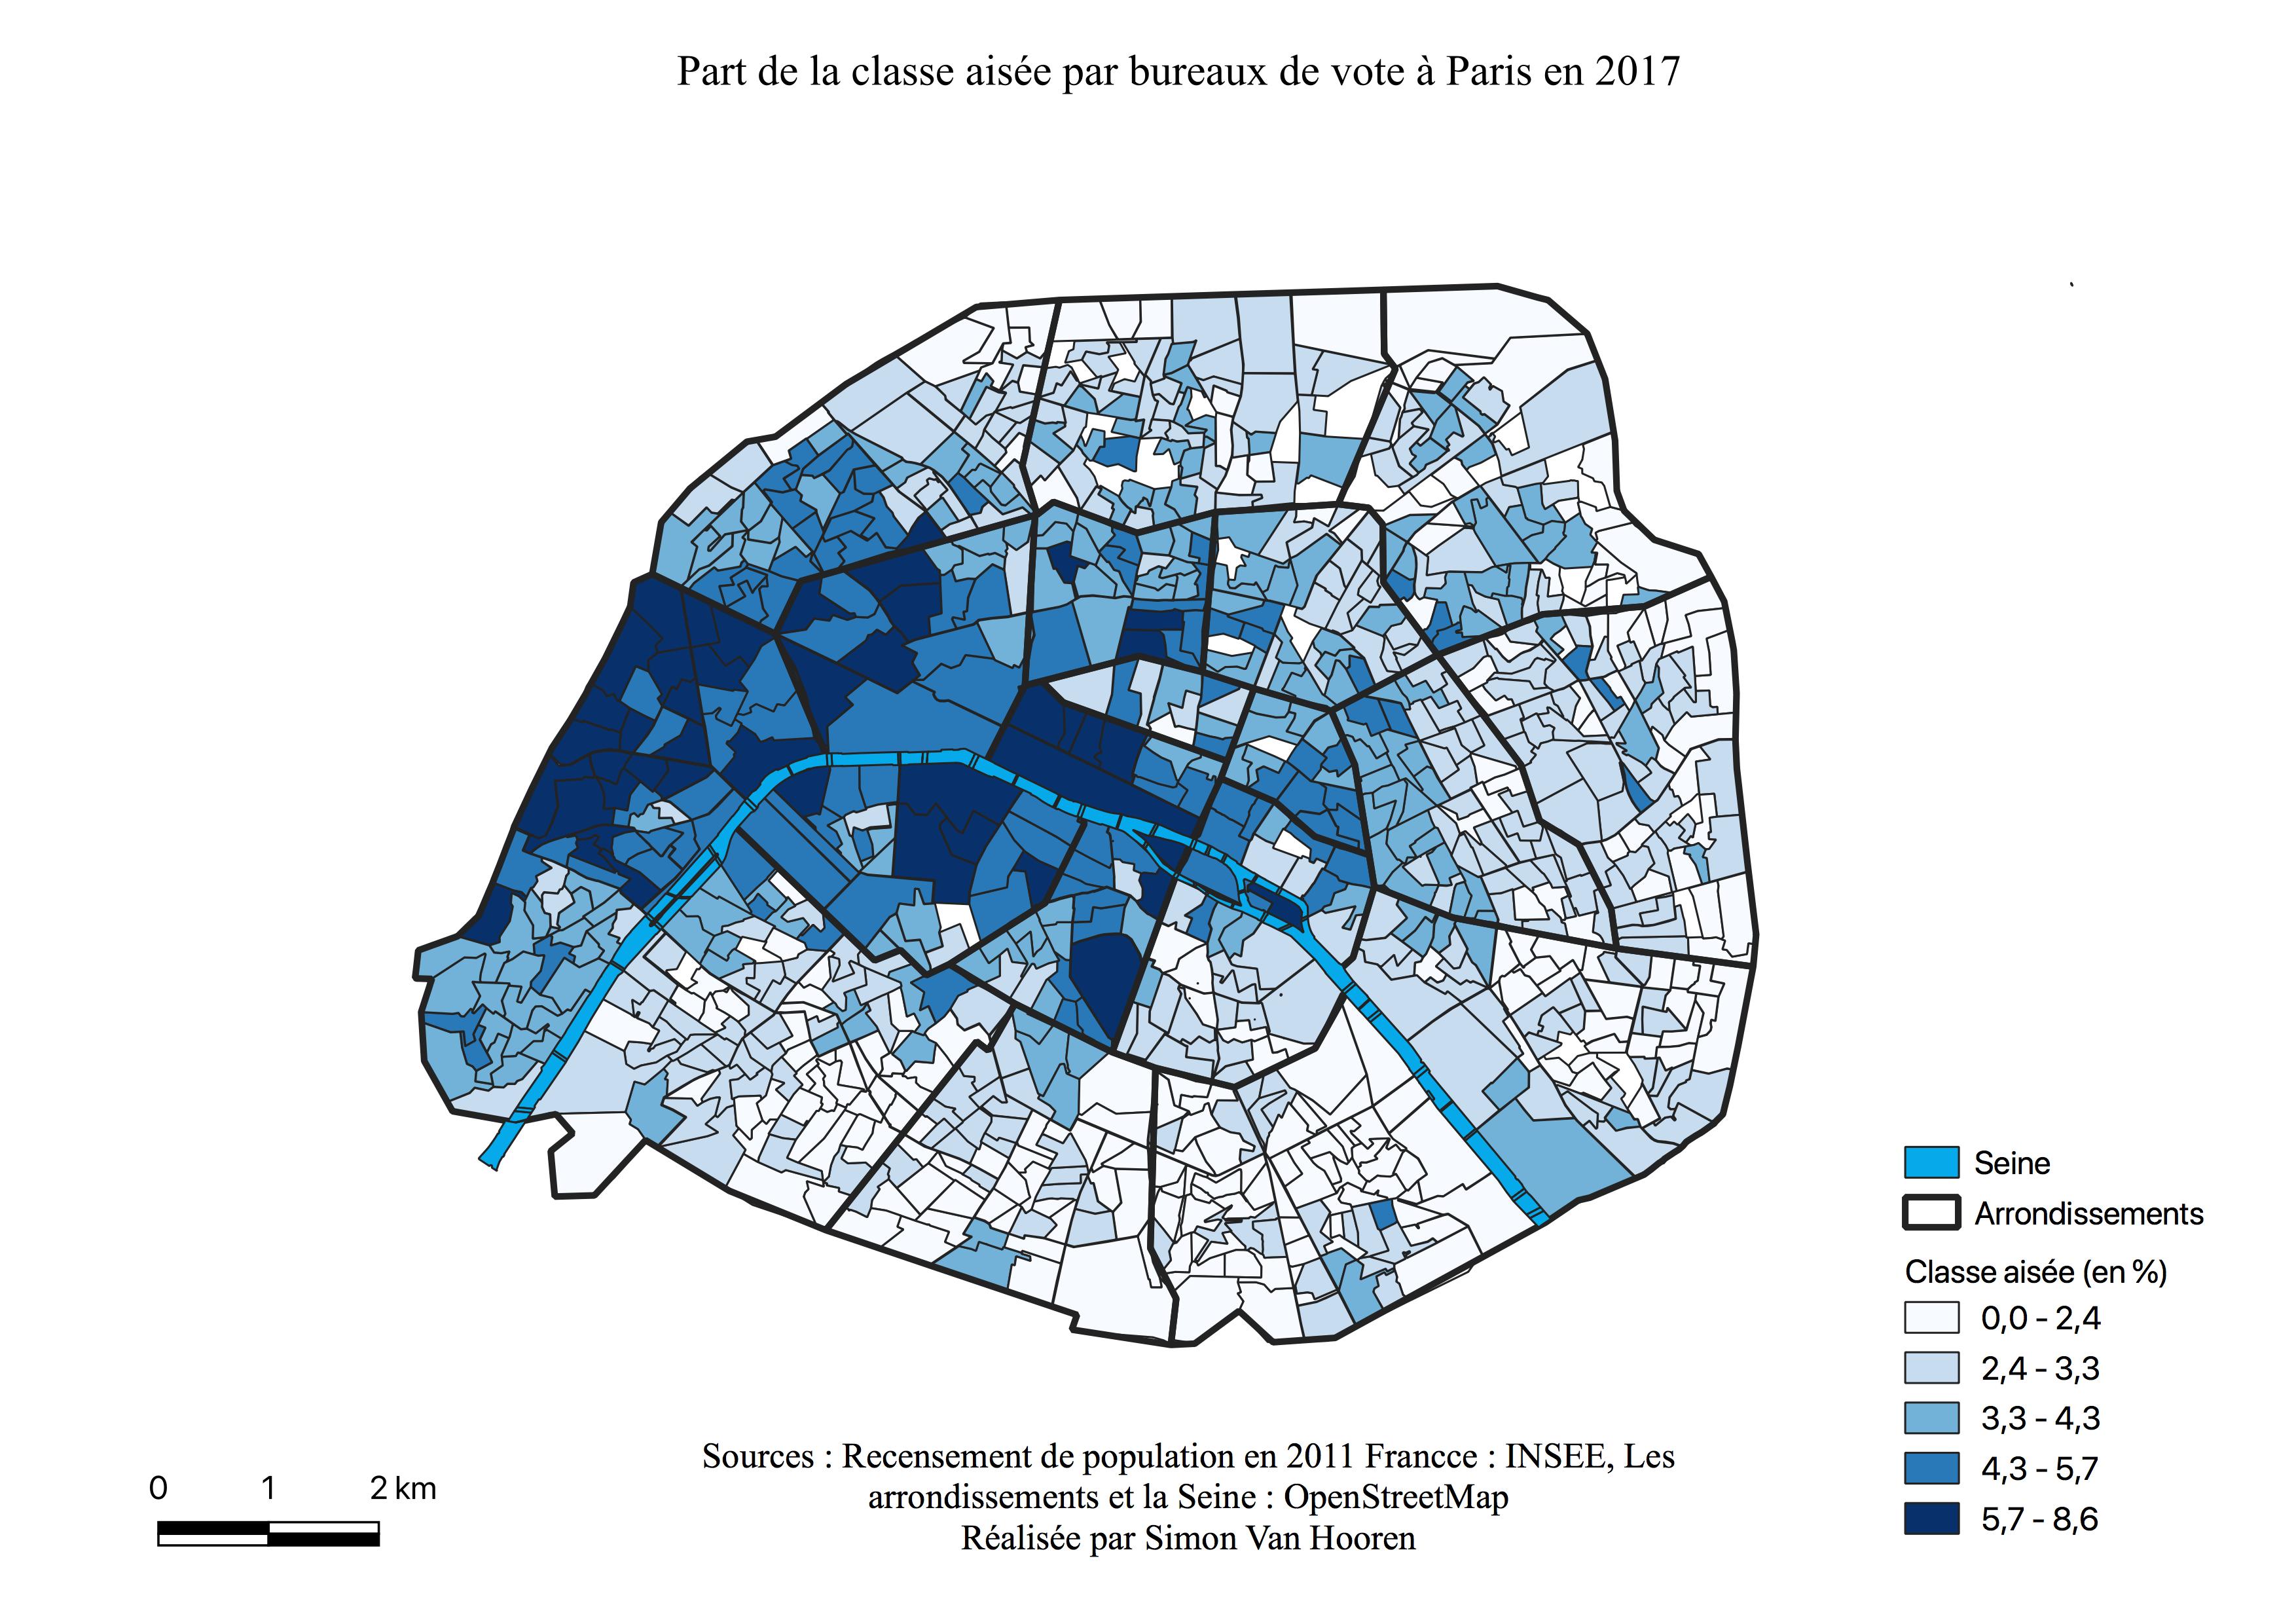 Part de la classe aisée par bureaux de vote à Paris en 2017
Seine
Arrondissements
Classe aisée (en %)
0,0 - 2,4
2,4 - 3,3
3,3 - 4,3
4,3 - 5,7
5,7 - 8,6
0 1 2 km
Sources : Recensement de population en 2011 Francce : INSEE, Les
arrondissements et la Seine : OpenStreetMap
Réalisée par Simon Van Hooren